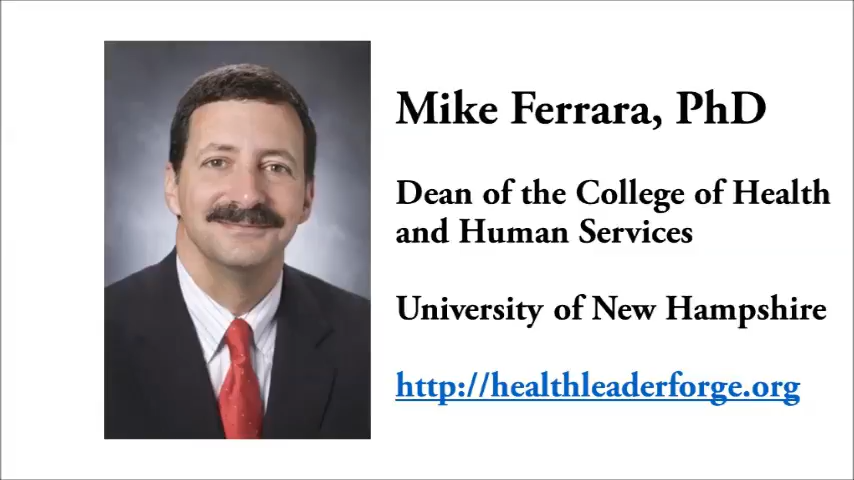 Mike Ferrara, PhD
Dean of the College of Health
and Human Services
University of New Hampshire
http://healthleaderforge.org